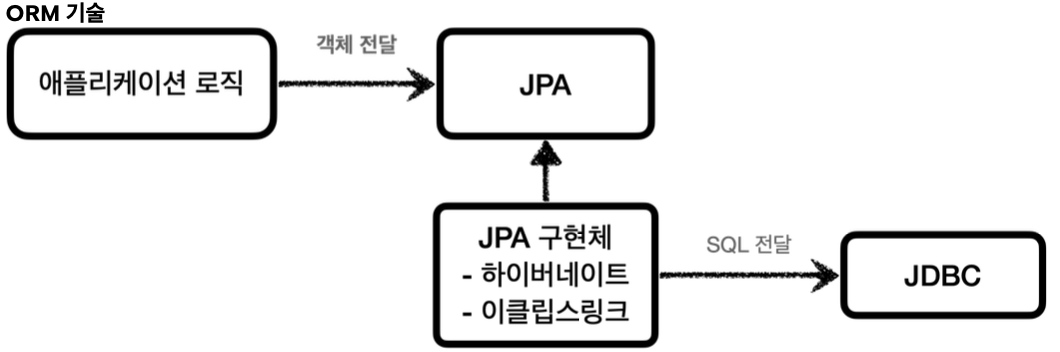 ORM 기술
애플리케이션 로직
객체 전달
JPA
JPA 구현체
- 하이버네이트
- 이클립스링크
SQL 전달
JDBC